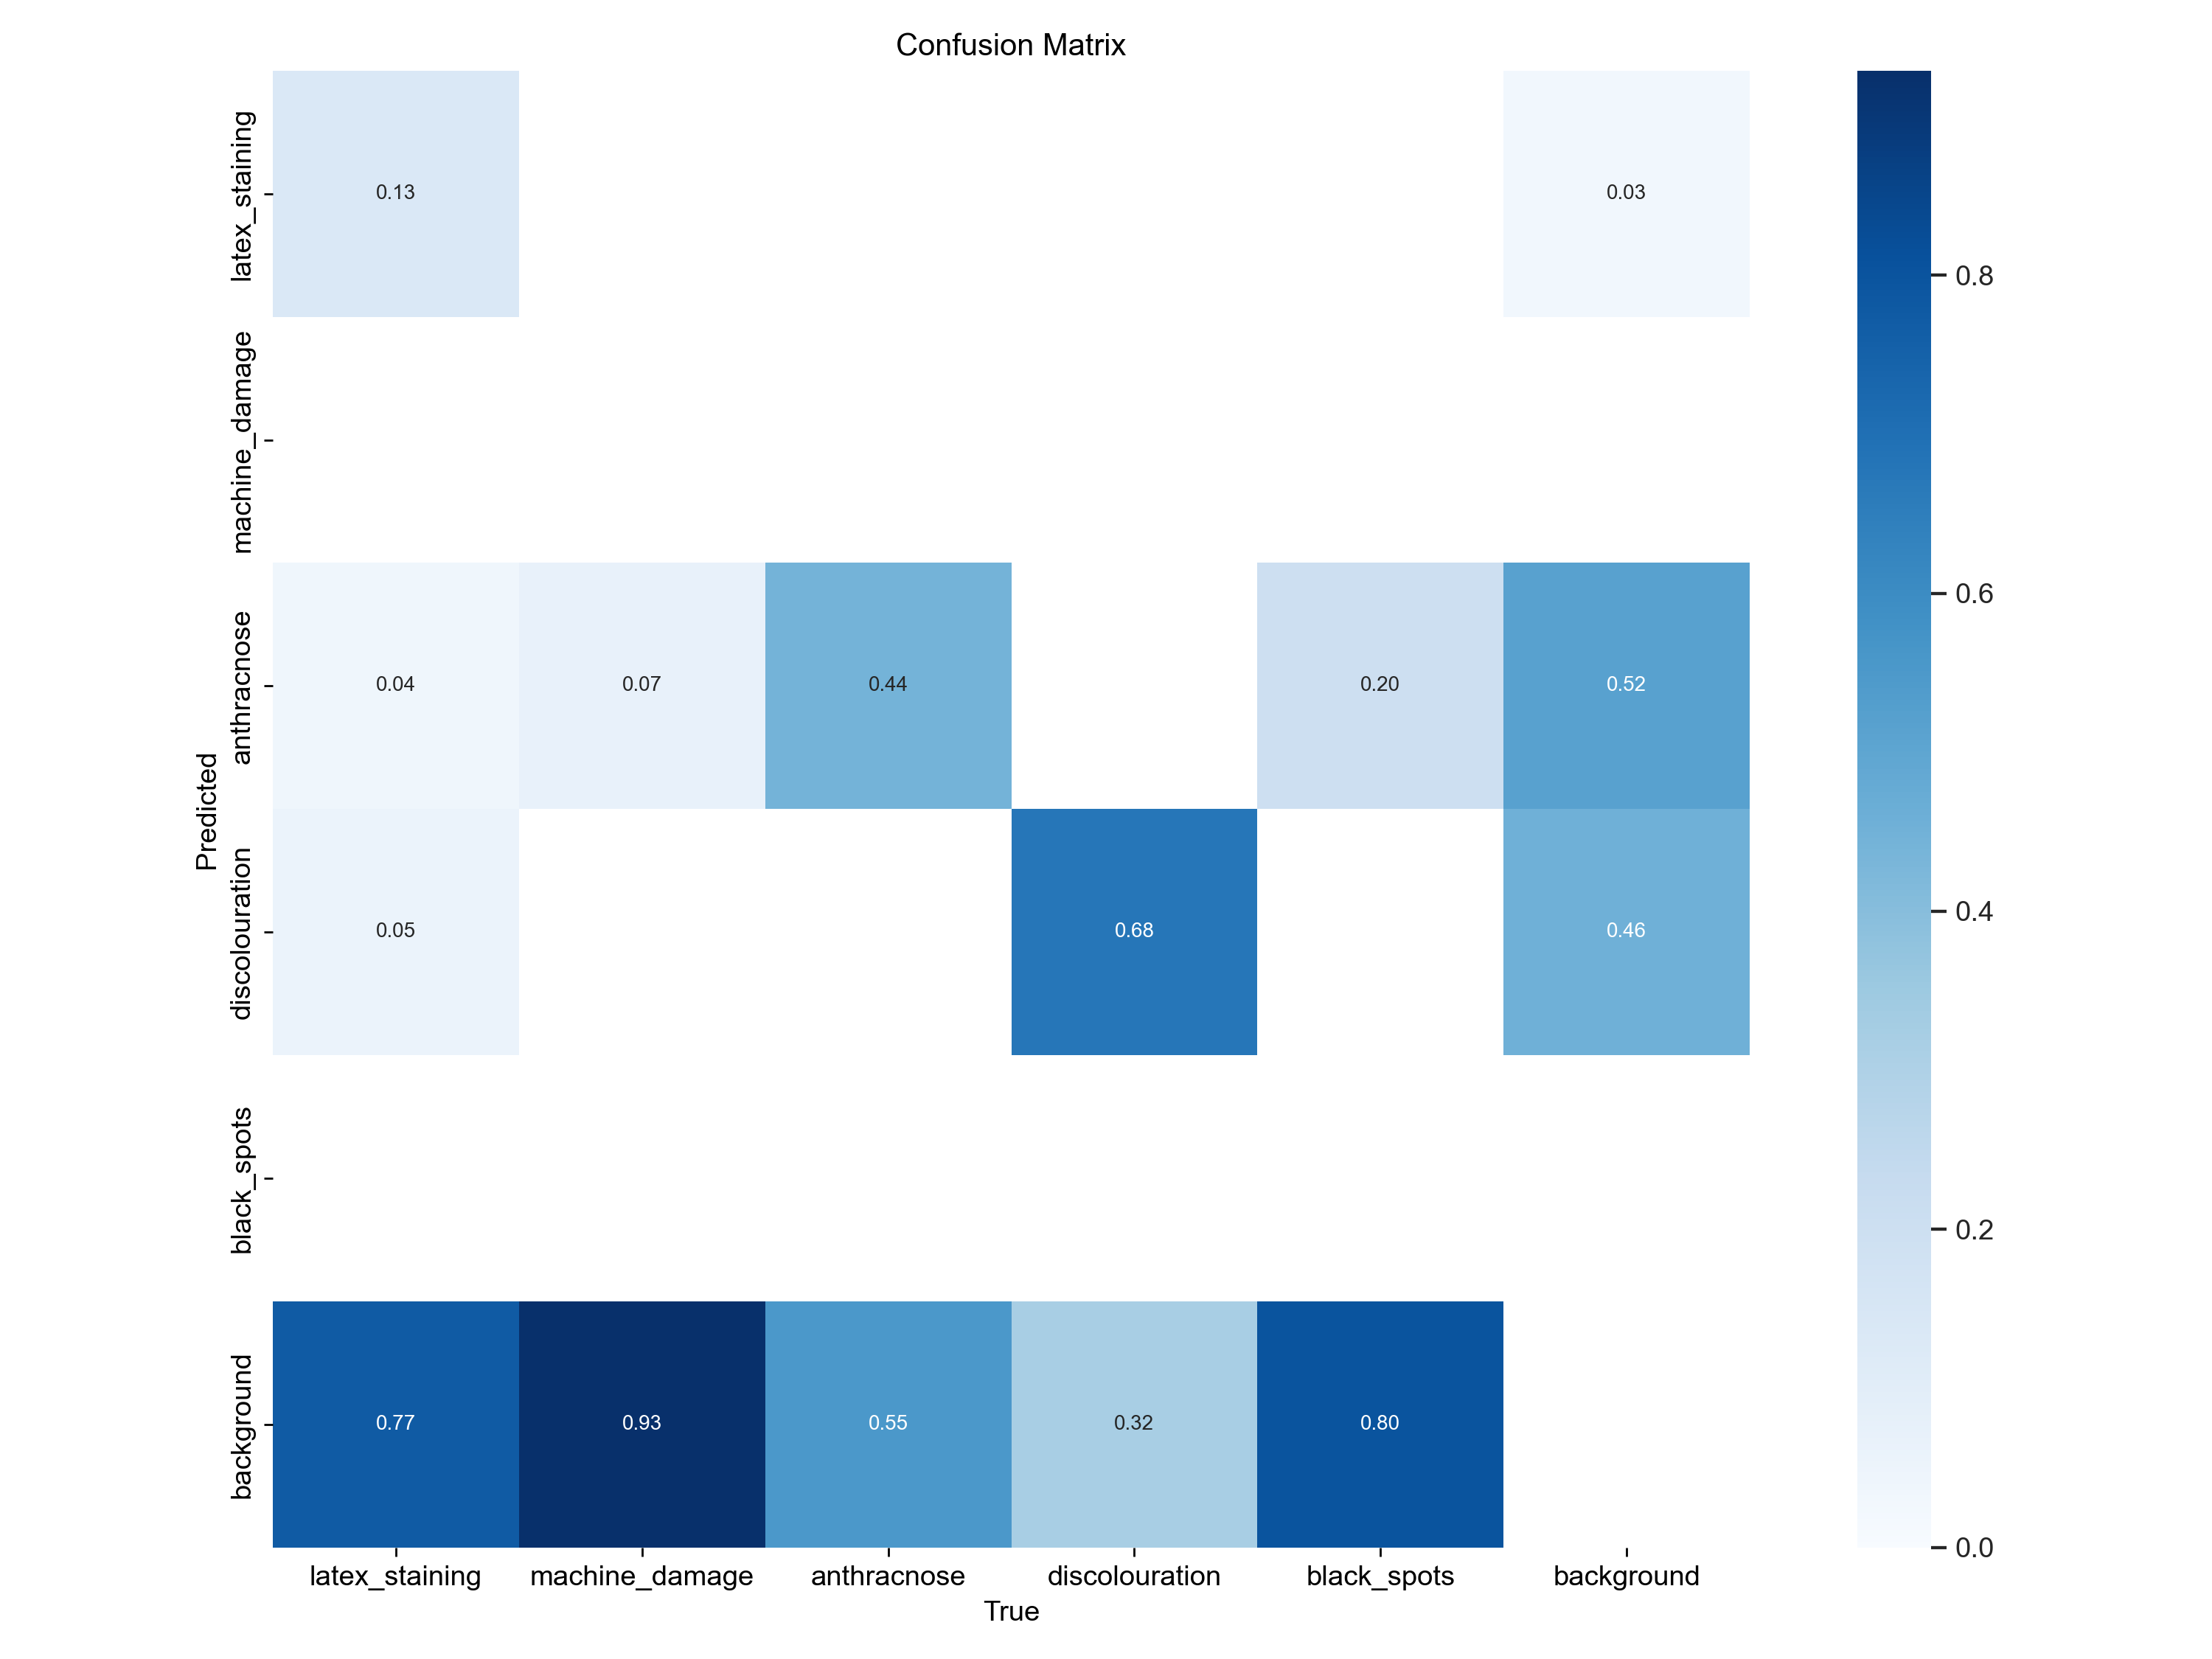 Confusion Matrix
latex_staining
0.13
0.03
machine_damage
anthracnose
0.04 0.07 0.44 0.20 0.52
discolouration
0.05 0.68 0.46
black_spots
background
0.77 0.93 0.55 0.32 0.80
Predicted
latex_staining machine_damage anthracnose discolouration black_spots background
True
0.8
0.6
0.4
0.2
0.0